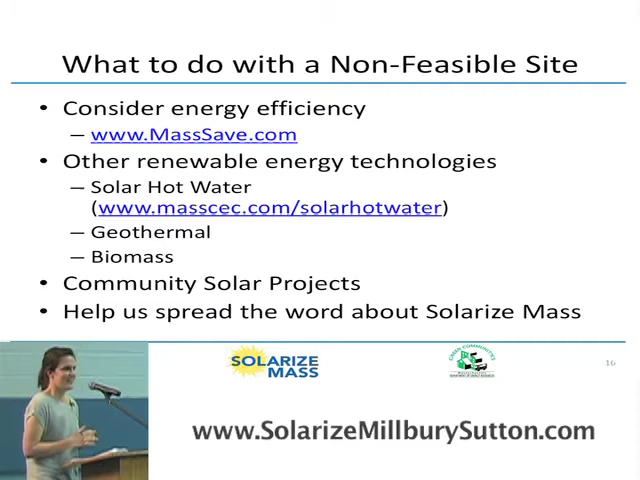 What to do with a Non-Feasible Site
• Consider energy efficiency
– www.MassSave.com
• Other renewable energy technologies
– Solar Hot Water
(www.masscec.com/solarhotwater)
– Geothermal
– Biomass
• Community Solar Projects
• Help us spread the word about Solarize Mass
SOLARIZE
MASS
GREEN COMMUNITIES
16
www.SolarizeMillburySutton.com